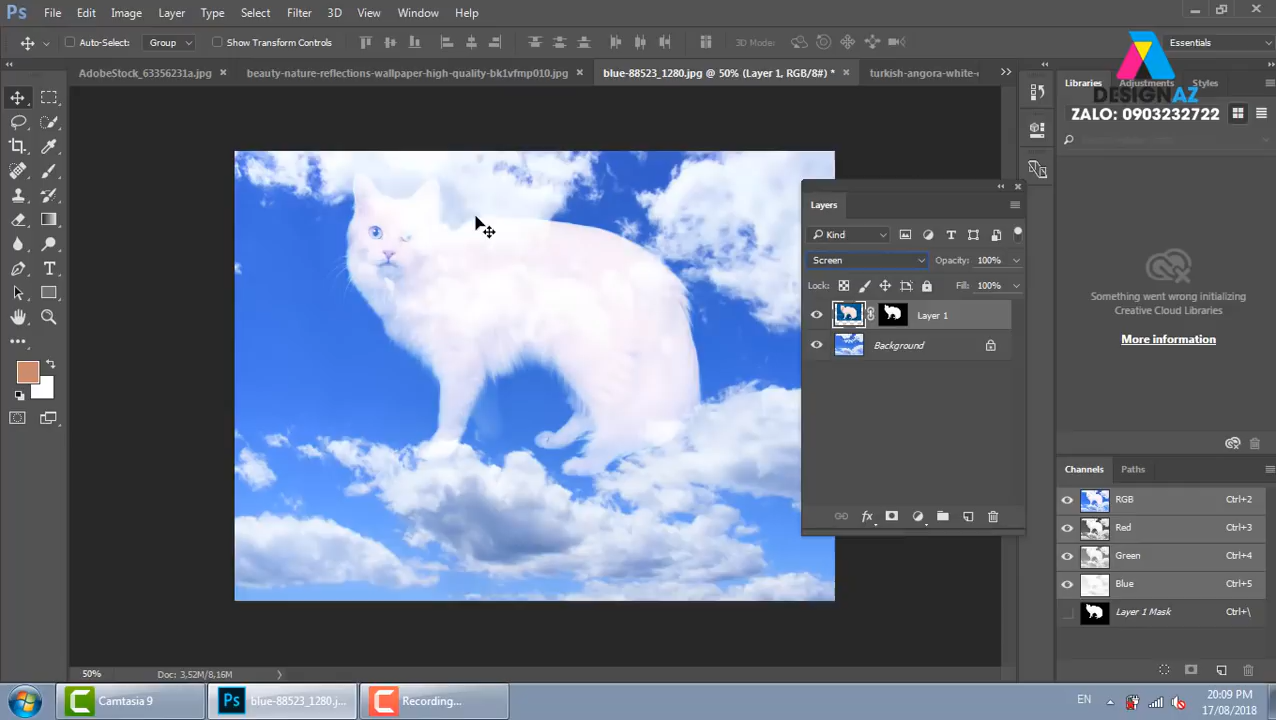 Ps File Edit Image Layer Type Select Filter 3D View Window Help
Auto-Select: Group Show Transform Controls 3D Mode: Essentials
AdobeStock_63356231a.jpg × beauty-nature-reflections-wallpaper-high-quality-bk1vfmp010.jpg × blue-88523_1280.jpg @ 50% (Layer 1, RGB/8#) * × turkish-angora-white-c
Libraries Adjustments Styles
DESIGNAZ
ZALO: 0903232722
Layers
Kind
Screen Opacity: 100%
Lock: Fill: 100%
Layer 1
Background
fx
Something went wrong initializing
Creative Cloud Libraries
More information
Channels Paths
RGB Ctrl+2
Red Ctrl+3
Green Ctrl+4
Blue Ctrl+5
Layer 1 Mask Ctrl+\
50% Doc: 3,52M/8,16M
Camtasia 9 Ps blue-88523_1280.j... Recording... EN 20:09 PM
17/08/2018